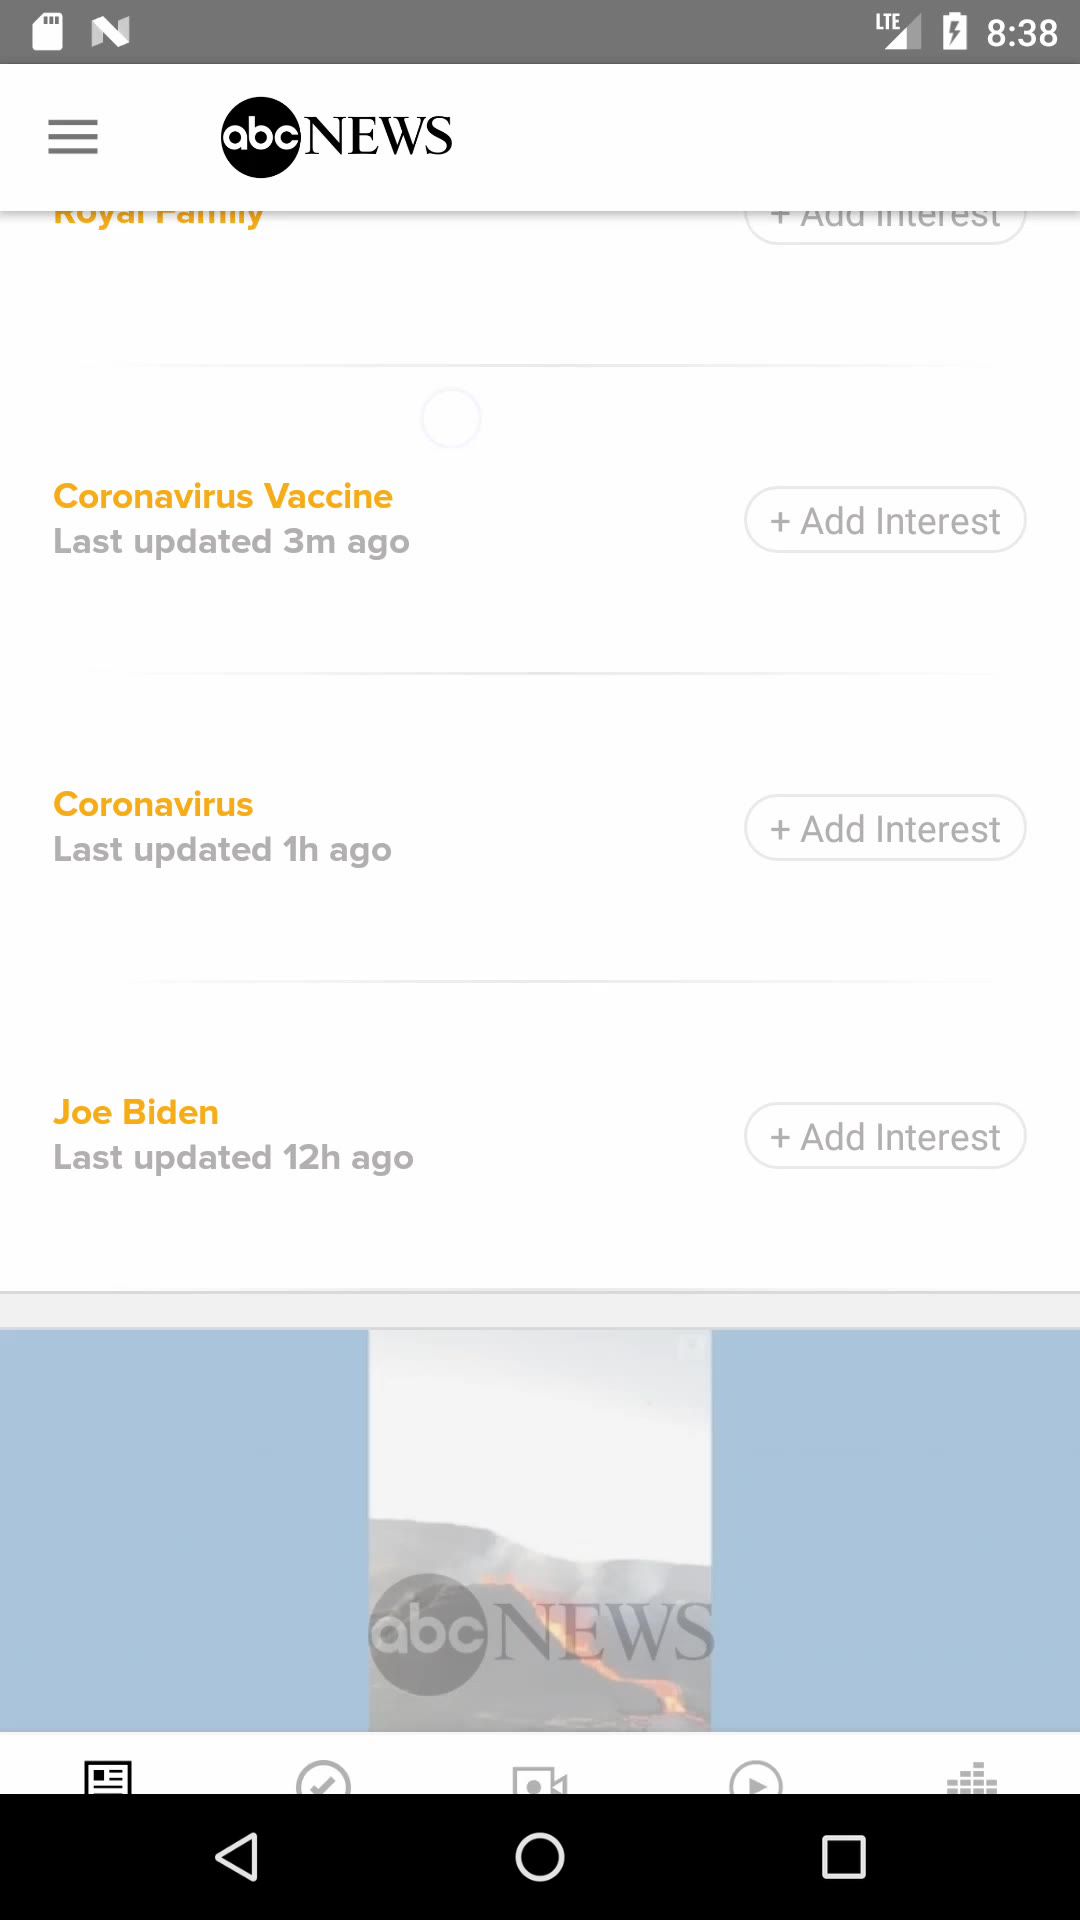 LTE 8:38
abc NEWS
Royal Family
+ Add Interest
Coronavirus Vaccine
Last updated 3m ago
+ Add Interest
Coronavirus
Last updated 1h ago
+ Add Interest
Joe Biden
Last updated 12h ago
+ Add Interest
abc NEWS